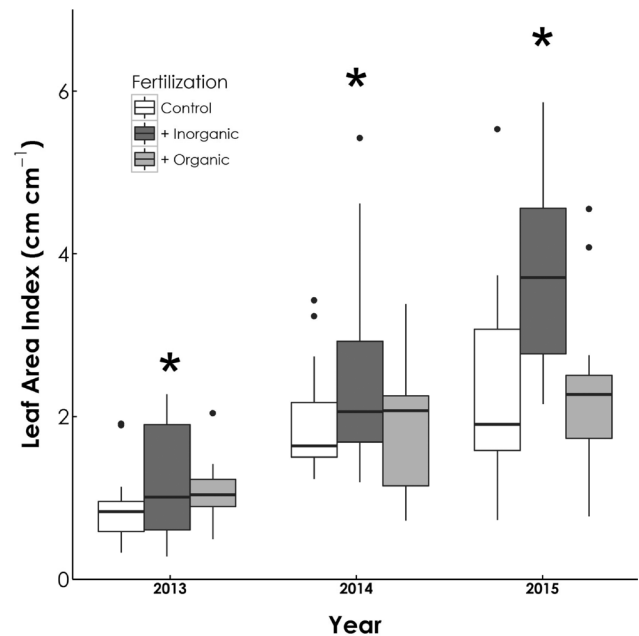 6
4
2
0
Leaf Area Index (cm cm⁻¹)
Fertilization
Control
+ Inorganic
+ Organic
*
*
*
2013 2014 2015
Year